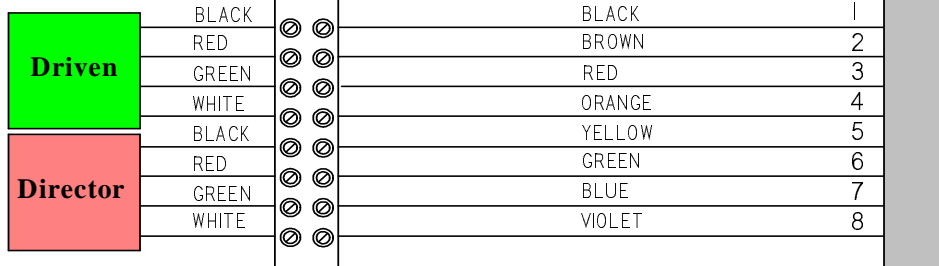 BLACK BLACK 1
RED BROWN 2
Driven
GREEN RED 3
WHITE ORANGE 4
BLACK YELLOW 5
RED GREEN 6
Director
GREEN BLUE 7
WHITE VIOLET 8